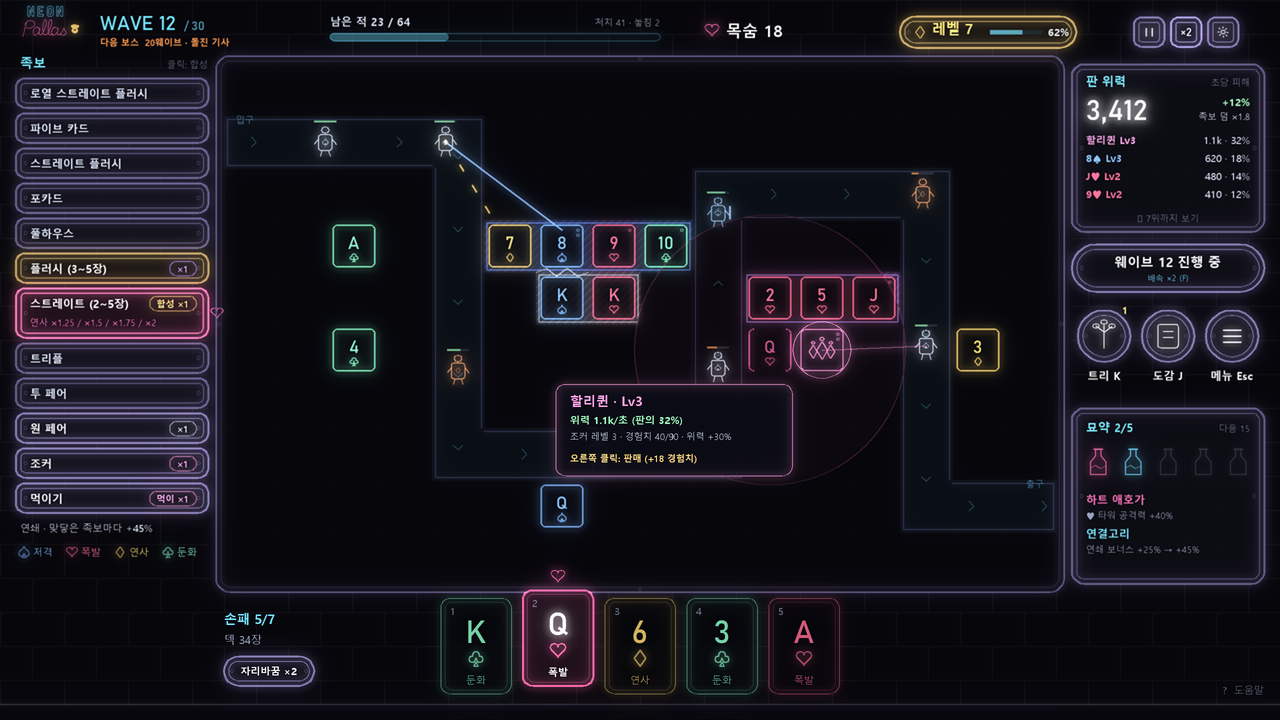 NEON
Pallas
WAVE 12 / 30
다음 보스 20웨이브 · 돌진 기사
남은 적 23 / 64
처치 41 · 놓침 2
목숨 18
레벨 7
62%
×2
족보
클릭: 합성
로열 스트레이트 플러시
파이브 카드
스트레이트 플러시
포카드
풀하우스
플러시 (3~5장)
×1
스트레이트 (2~5장)
합성 ×1
연사 ×1.25 / ×1.5 / ×1.75 / ×2
트리플
투 페어
원 페어
×1
조커
×1
먹이기
먹이 ×1
연쇄 · 맞닿은 족보마다 +45%
저격
폭발
연사
둔화
입구
A
7
8
9
10
K
K
2
5
J
4
Q
3
할리퀸 · Lv3
위력 1.1k/초 (판의 32%)
조커 레벨 3 · 경험치 40/90 · 위력 +30%
오른쪽 클릭: 판매 (+18 경험치)
Q
출구
판 위력
초당 피해
3,412
+12%
족보 덤 ×1.8
할리퀸 Lv3
1.1k · 32%
8♠ Lv3
620 · 18%
J♥ Lv2
480 · 14%
9♥ Lv2
410 · 12%
7위까지 보기
웨이브 12 진행 중
배속 ×2 (F)
1
트리 K
도감 J
메뉴 Esc
묘약 2/5
다음 15
하트 애호가
♥ 타워 공격력 +40%
연결고리
연쇄 보너스 +25% → +45%
손패 5/7
덱 34장
자리바꿈 ×2
1
K
둔화
2
Q
폭발
3
6
연사
4
3
둔화
5
A
폭발
? 도움말